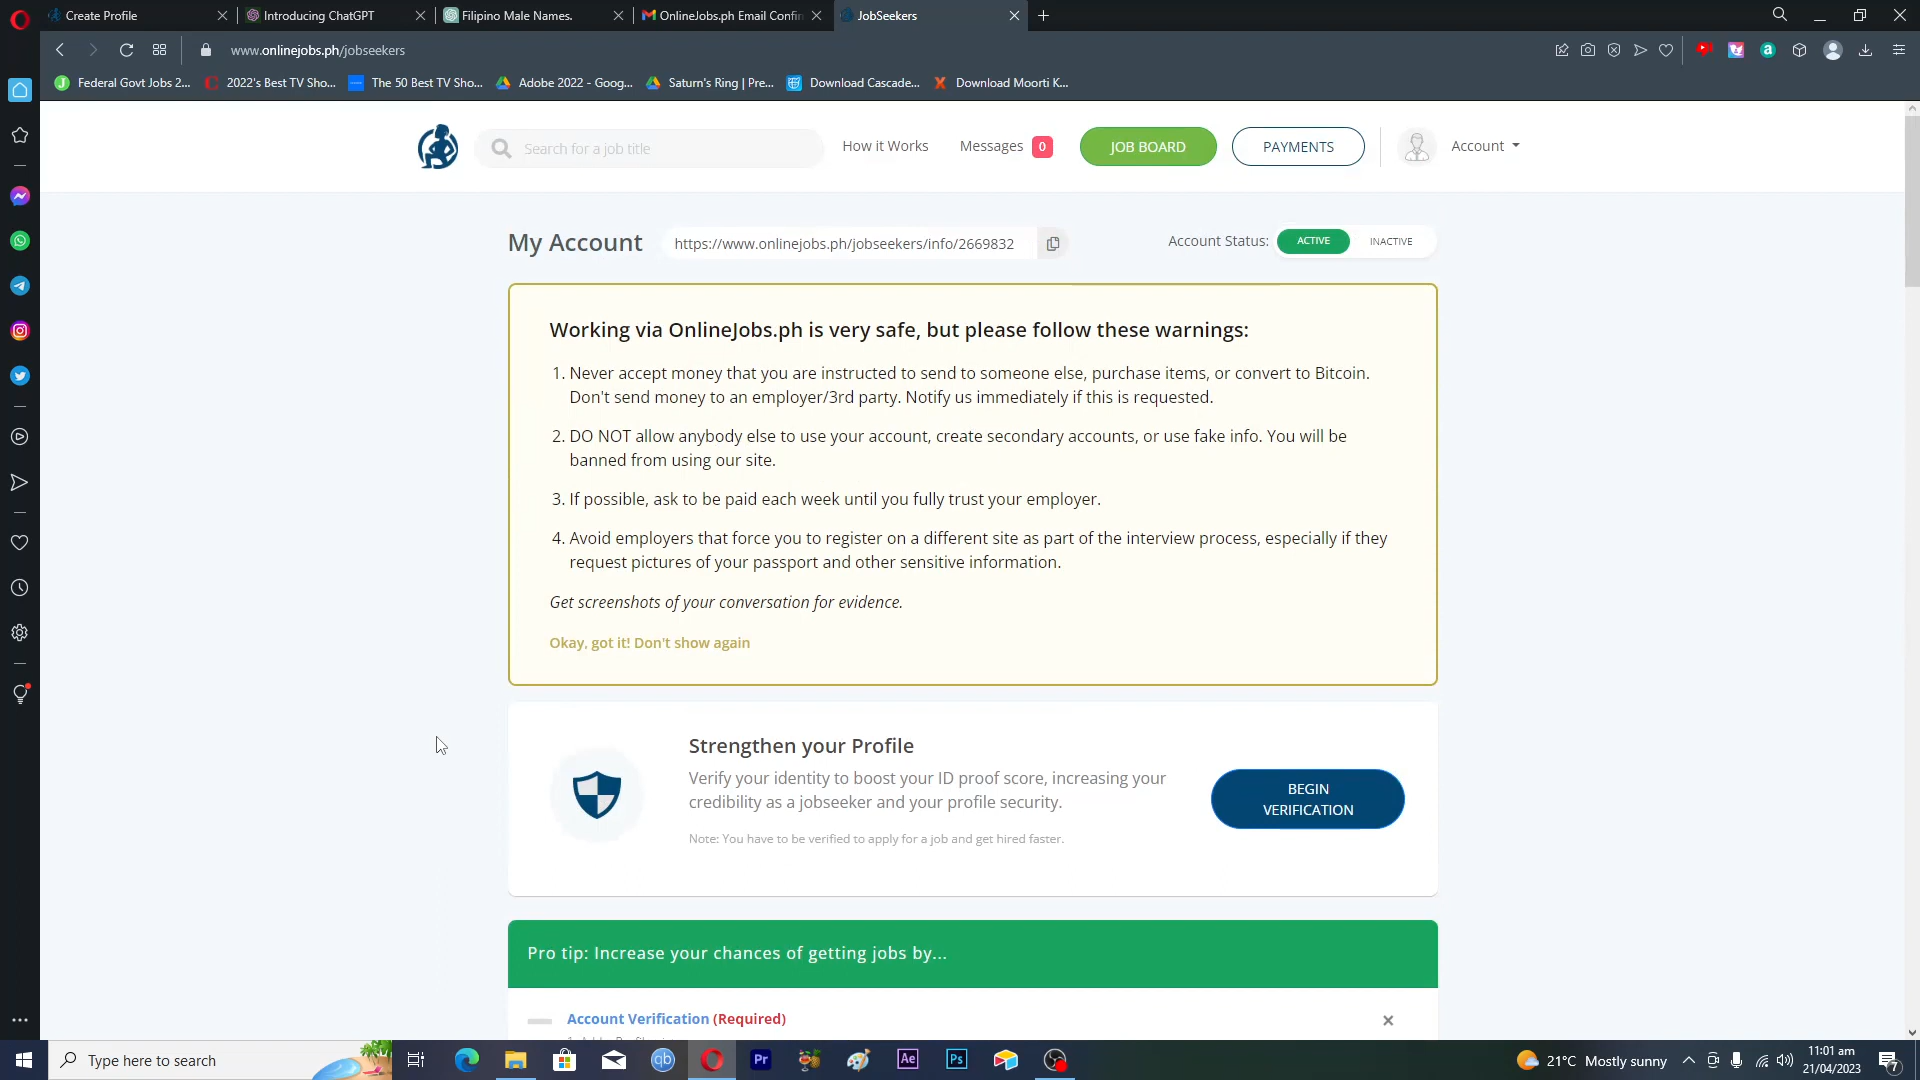 Create Profile
Introducing ChatGPT
Filipino Male Names.
OnlineJobs.ph Email Confir
JobSeekers
www.onlinejobs.ph/jobseekers
Federal Govt Jobs 2...
2022's Best TV Sho...
The 50 Best TV Sho...
Adobe 2022 - Goog...
Saturn's Ring | Pre...
Download Cascade...
Download Moorti K...
Search for a job title
How it Works
Messages 0
JOB BOARD
PAYMENTS
Account
My Account
https://www.onlinejobs.ph/jobseekers/info/2669832
Account Status:
ACTIVE
INACTIVE
Working via OnlineJobs.ph is very safe, but please follow these warnings:
1. Never accept money that you are instructed to send to someone else, purchase items, or convert to Bitcoin.
Don't send money to an employer/3rd party. Notify us immediately if this is requested.
2. DO NOT allow anybody else to use your account, create secondary accounts, or use fake info. You will be
banned from using our site.
3. If possible, ask to be paid each week until you fully trust your employer.
4. Avoid employers that force you to register on a different site as part of the interview process, especially if they
request pictures of your passport and other sensitive information.
Get screenshots of your conversation for evidence.
Okay, got it! Don't show again
Strengthen your Profile
Verify your identity to boost your ID proof score, increasing your
credibility as a jobseeker and your profile security.
Note: You have to be verified to apply for a job and get hired faster.
BEGIN
VERIFICATION
Pro tip: Increase your chances of getting jobs by...
Account Verification (Required)
Type here to search
qb
Pr
Ae
Ps
21°C Mostly sunny
11:01 am
21/04/2023
7